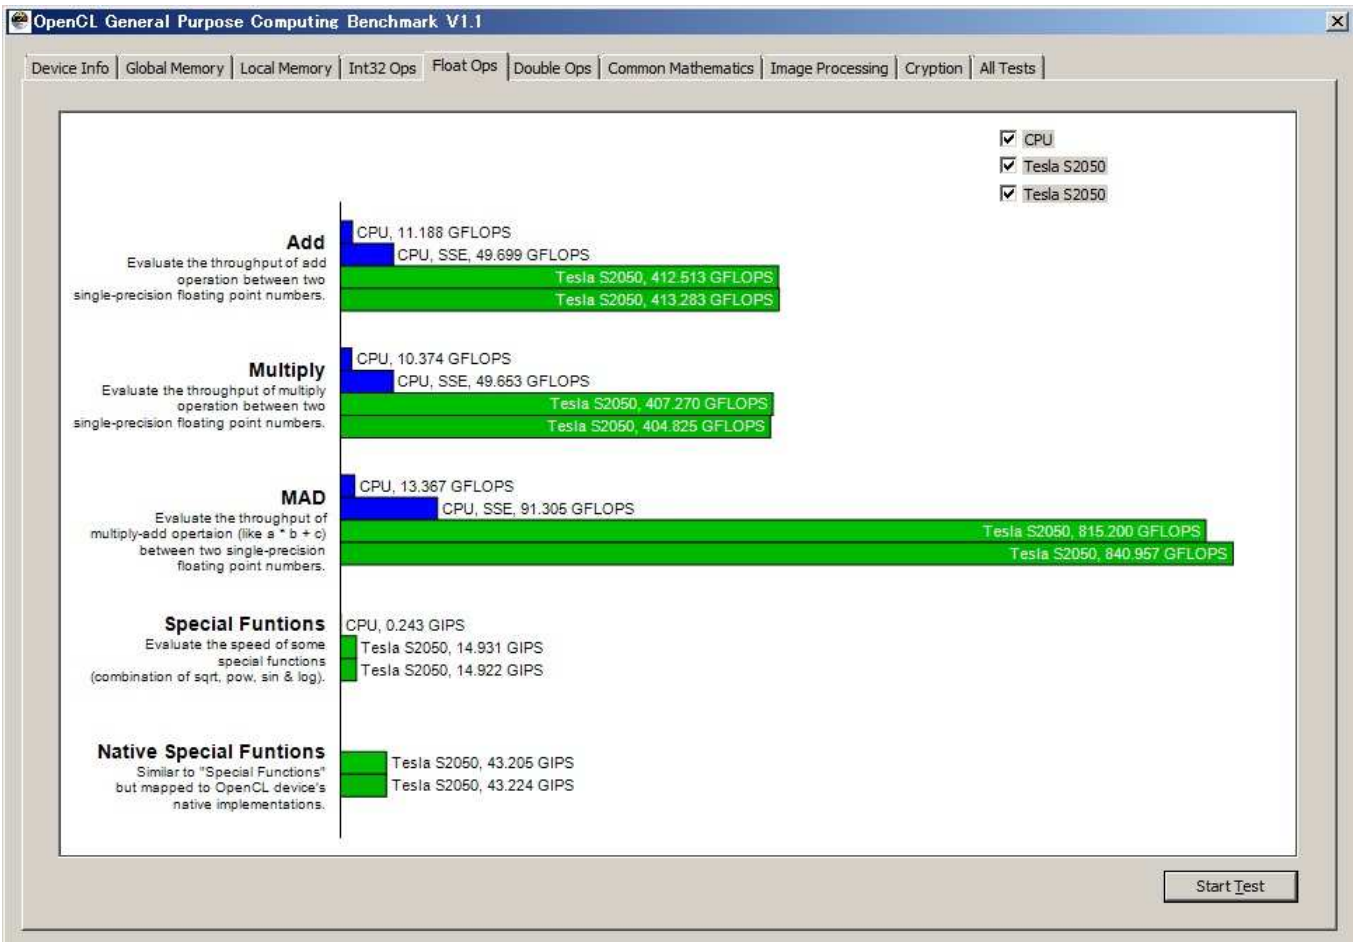 OpenCL General Purpose Computing Benchmark V1.1
Device Info
Global Memory
Local Memory
Int32 Ops
Float Ops
Double Ops
Common Mathematics
Image Processing
Cryption
All Tests
CPU
Tesla S2050
Tesla S2050
Add
Evaluate the throughput of add
operation between two
single-precision floating point numbers.
CPU, 11.188 GFLOPS
CPU, SSE, 49.699 GFLOPS
Tesla S2050, 412.513 GFLOPS
Tesla S2050, 413.283 GFLOPS
Multiply
Evaluate the throughput of multiply
operation between two
single-precision floating point numbers.
CPU, 10.374 GFLOPS
CPU, SSE, 49.653 GFLOPS
Tesla S2050, 407.270 GFLOPS
Tesla S2050, 404.825 GFLOPS
MAD
Evaluate the throughput of
multiply-add opertaion (like a * b + c)
between two single-precision
floating point numbers.
CPU, 13.367 GFLOPS
CPU, SSE, 91.305 GFLOPS
Tesla S2050, 815.200 GFLOPS
Tesla S2050, 840.957 GFLOPS
Special Funtions
Evaluate the speed of some
special functions
(combination of sqrt, pow, sin & log).
CPU, 0.243 GIPS
Tesla S2050, 14.931 GIPS
Tesla S2050, 14.922 GIPS
Native Special Funtions
Similar to "Special Functions"
but mapped to OpenCL device's
native implementations.
Tesla S2050, 43.205 GIPS
Tesla S2050, 43.224 GIPS
Start Test